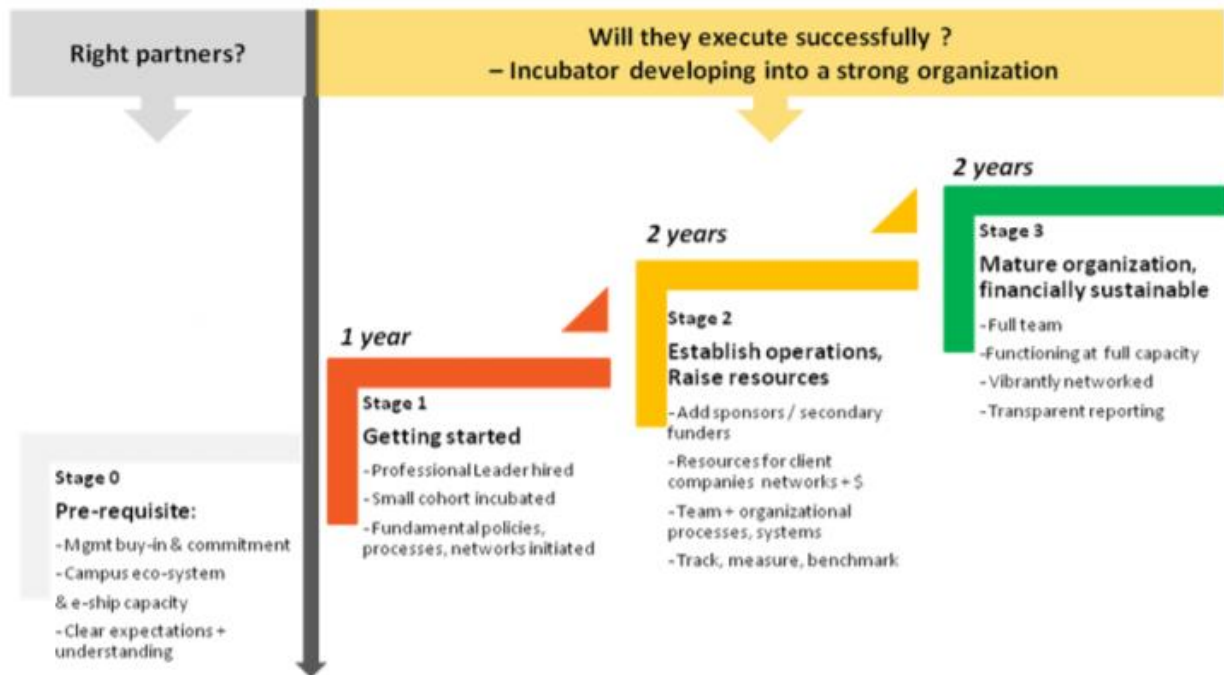 Right partners?
Will they execute successfully ?
– Incubator developing into a strong organization
Stage 0
Pre-requisite:
-Mgmt buy-in & commitment
-Campus eco-system
& e-ship capacity
-Clear expectations +
understanding
1 year
Stage 1
Getting started
-Professional Leader hired
-Small cohort incubated
-Fundamental policies,
processes, networks initiated
2 years
Stage 2
Establish operations,
Raise resources
-Add sponsors / secondary
funders
-Resources for client
companies networks + $
-Team + organizational
processes, systems
-Track, measure, benchmark
2 years
Stage 3
Mature organization,
financially sustainable
-Full team
-Functioning at full capacity
-Vibrantly networked
-Transparent reporting